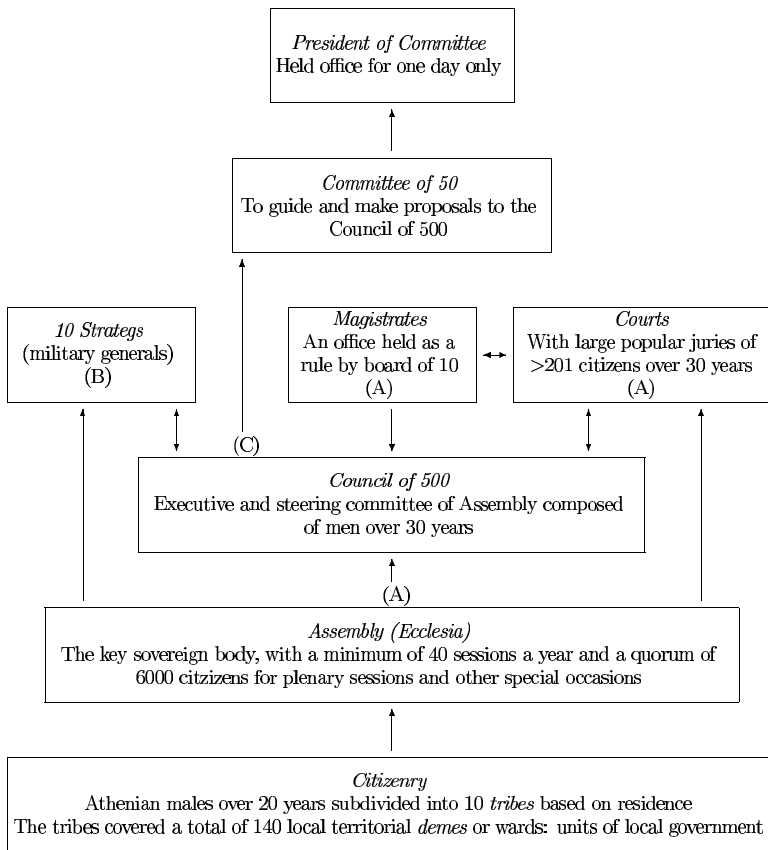 President of Committee
Held office for one day only
Committee of 50
To guide and make proposals to the
Council of 500
10 Strategs
(military generals)
(B)
Magistrates
An office held as a
rule by board of 10
(A)
Courts
With large popular juries of
>201 citizens over 30 years
(A)
(C)
Council of 500
Executive and steering committee of Assembly composed
of men over 30 years
(A)
Assembly (Ecclesia)
The key sovereign body, with a minimum of 40 sessions a year and a quorum of
6000 citzizens for plenary sessions and other special occasions
Citizenry
Athenian males over 20 years subdivided into 10 tribes based on residence
The tribes covered a total of 140 local territorial demes or wards: units of local government